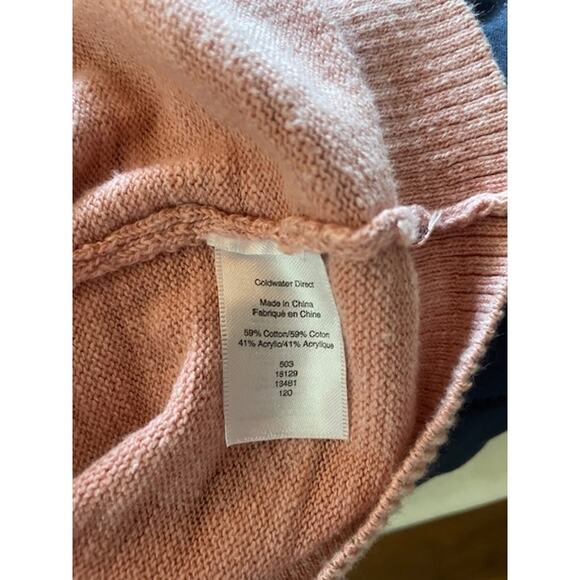 Coldwater Direct
Made in China
Fabriqué en Chine
59% Cotton/59% Coton
41% Acrylic/41% Acrylique
503
18129
13481
120